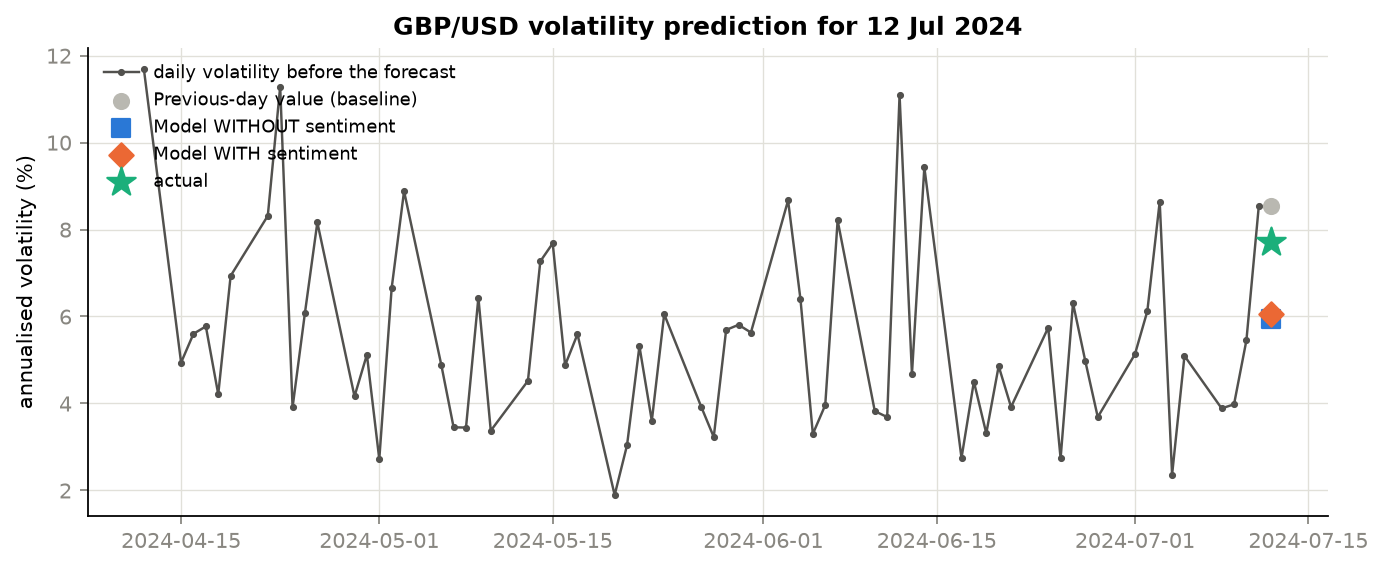 GBP/USD volatility prediction for 12 Jul 2024
annualised volatility (%)
12
10
8
6
4
2
daily volatility before the forecast
Previous-day value (baseline)
Model WITHOUT sentiment
Model WITH sentiment
actual
2024-04-15
2024-05-01
2024-05-15
2024-06-01
2024-06-15
2024-07-01
2024-07-15